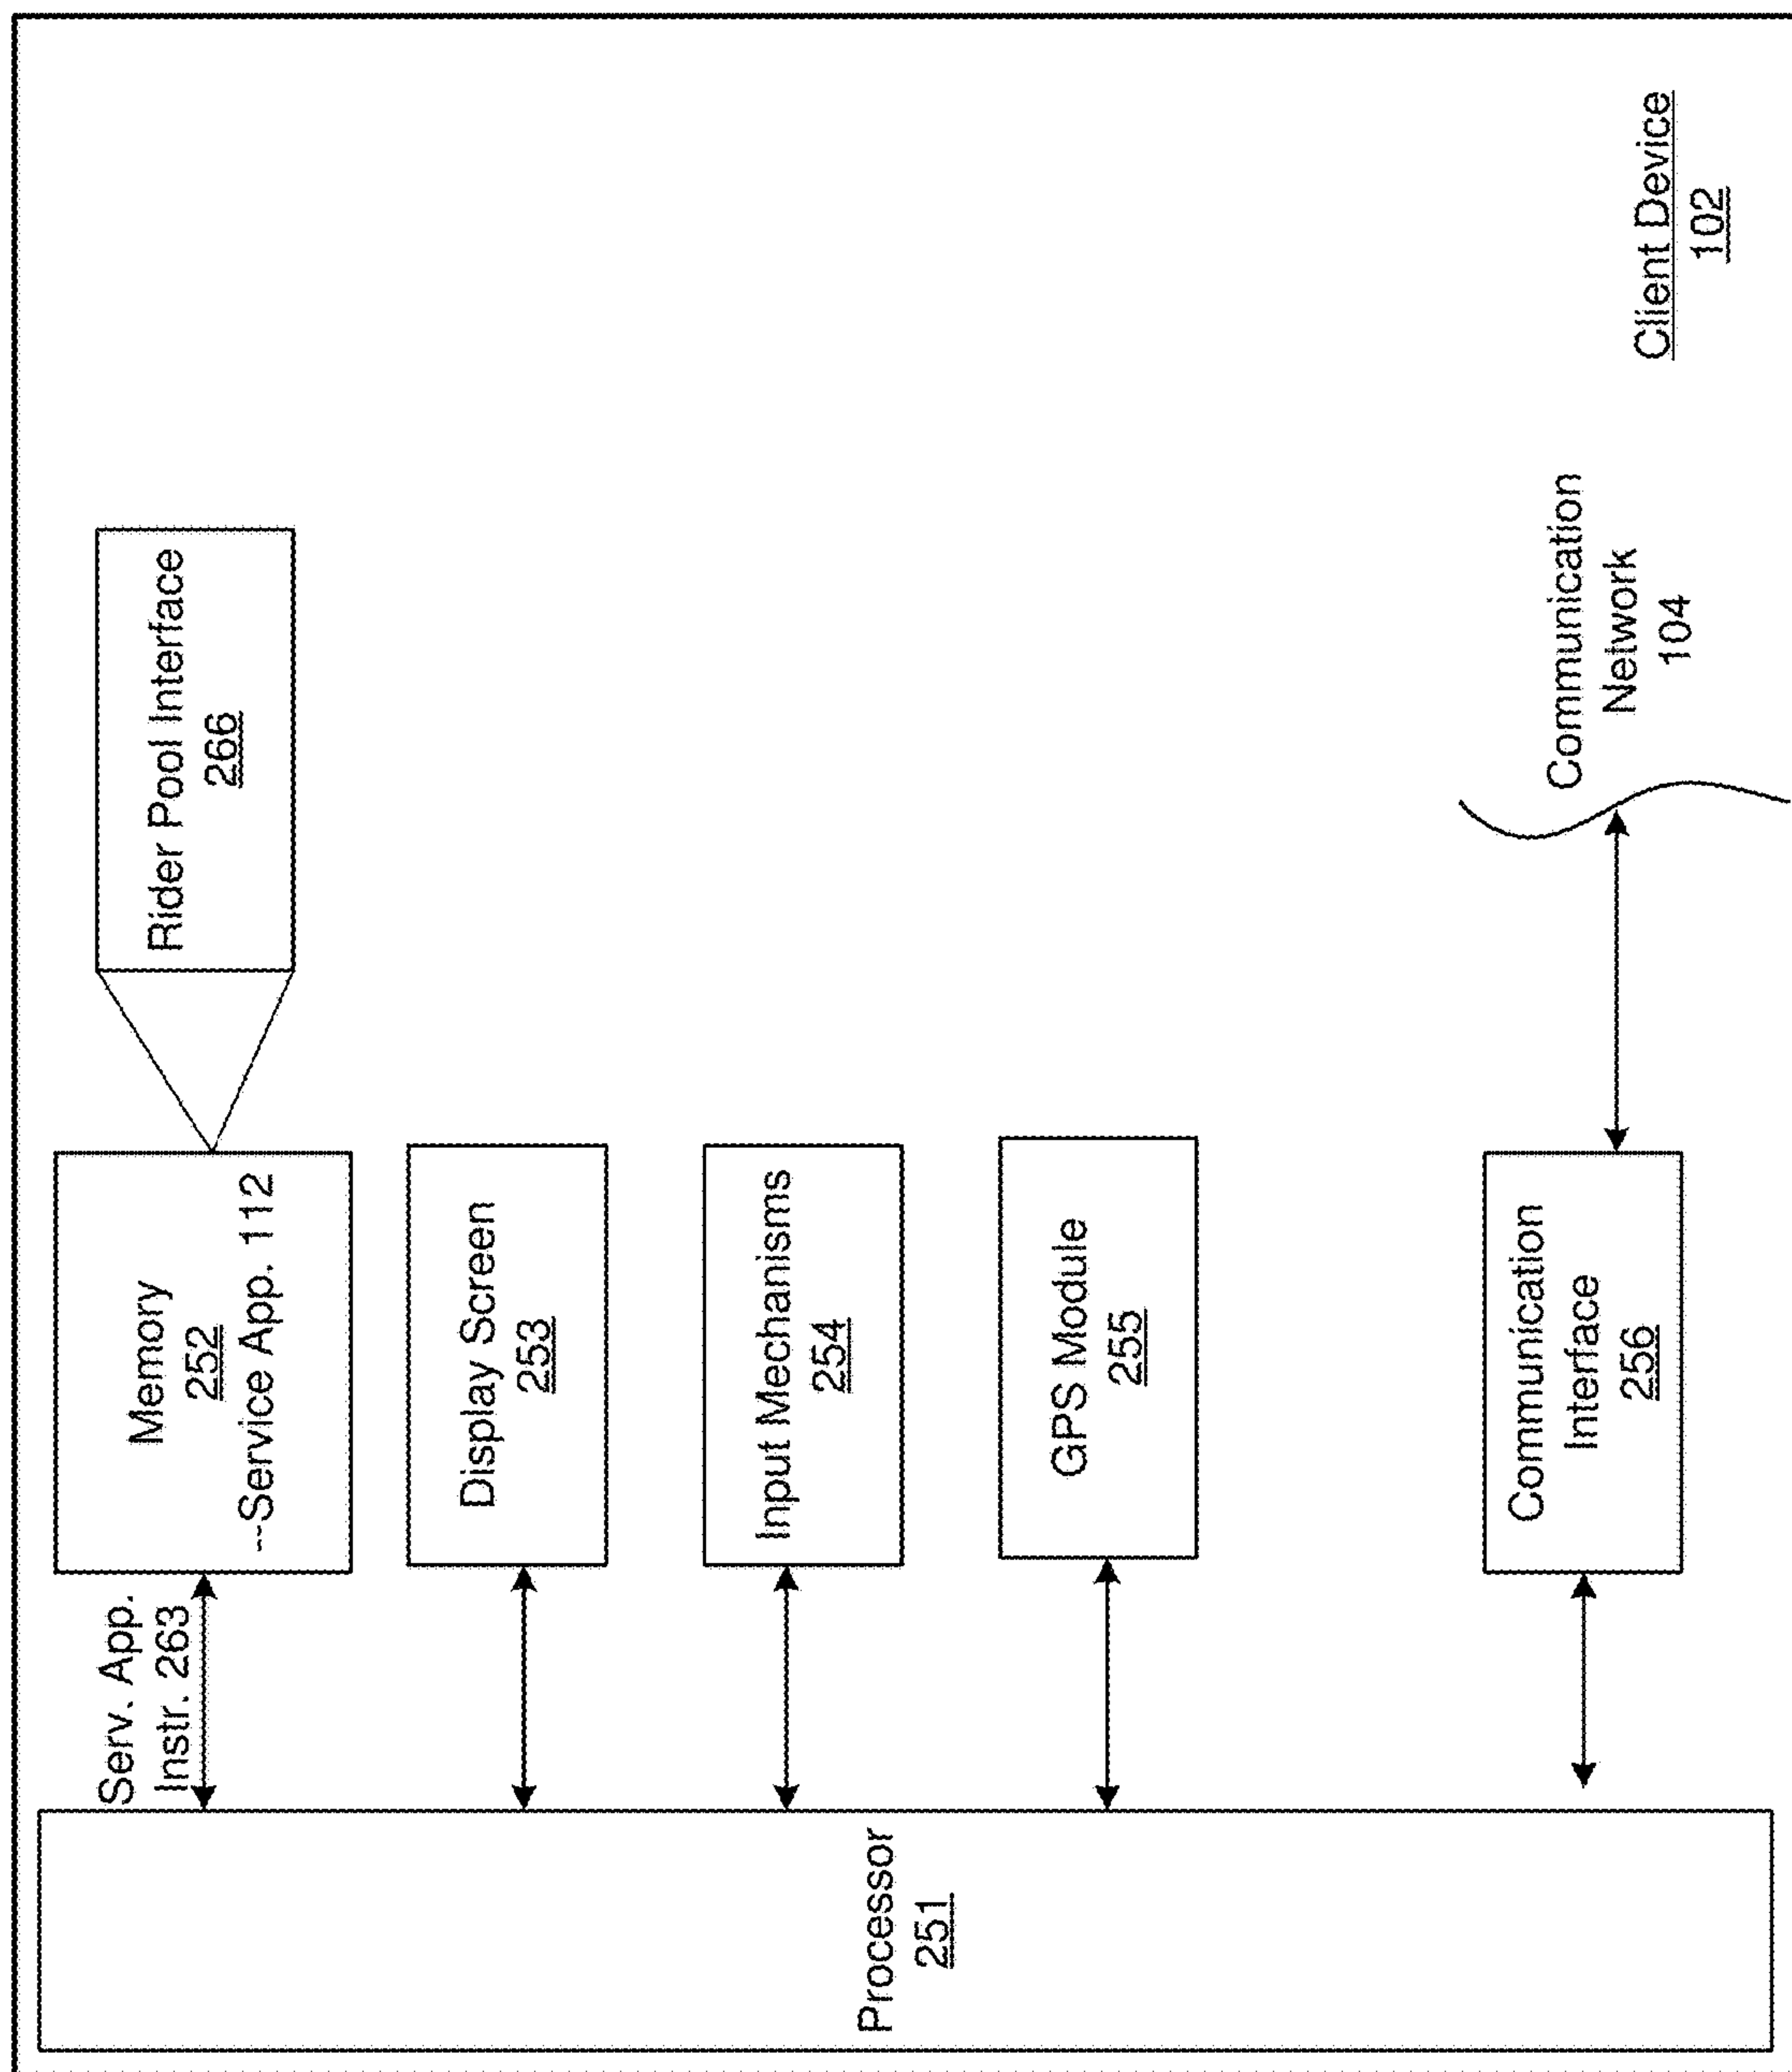 Processor
251
Serv. App.
Instr. 263
Memory
252
--Service App. 112
Rider Pool Interface
266
Display Screen
253
Input Mechanisms
254
GPS Module
255
Communication
Interface
256
Communication
Network
104
Client Device
102